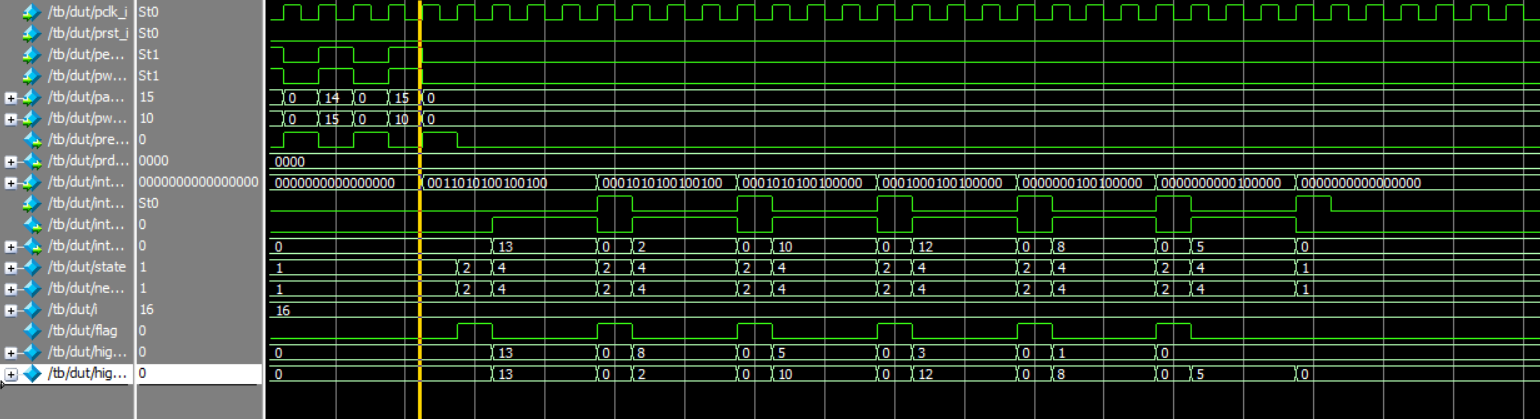 /tb/dut/pclk_i St0
/tb/dut/prst_i St0
/tb/dut/pe... St1
/tb/dut/pw... St1
/tb/dut/pa... 15 0 14 0 15 0
/tb/dut/pw... 10 0 15 0 10 0
/tb/dut/pre... 0
/tb/dut/prd... 0000 0000
/tb/dut/int... 0000000000000000 0000000000000000 0011010100100100 0001010100100100 0001010100100000 0001000100100000 0000000100100000 0000000000100000 0000000000000000
/tb/dut/int... St0
/tb/dut/int... 0
/tb/dut/int... 0 0 13 0 2 0 10 0 12 0 8 0 5 0
/tb/dut/state 1 1 2 4 2 4 2 4 2 4 2 4 2 4 1
/tb/dut/ne... 1 1 2 4 2 4 2 4 2 4 2 4 2 4 1
/tb/dut/i 16 16
/tb/dut/flag 0
/tb/dut/hig... 0 0 13 0 8 0 5 0 3 0 1 0
/tb/dut/hig... 0 0 13 0 2 0 10 0 12 0 8 0 5 0